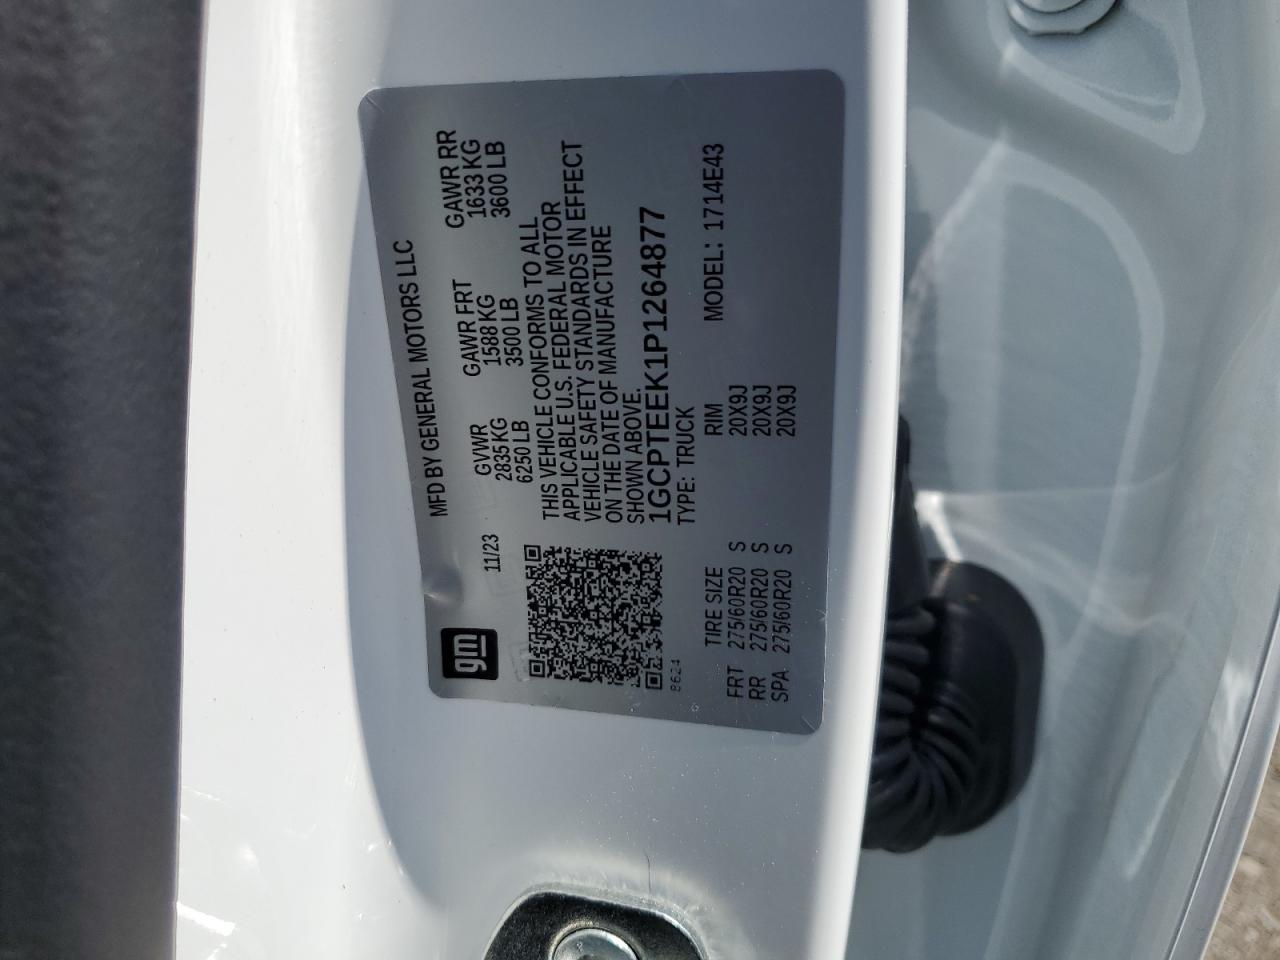 gm
MFD BY GENERAL MOTORS LLC
11/23
GVWR GAWR FRT GAWR RR
2835 KG 1588 KG 1633 KG
6250 LB 3500 LB 3600 LB
THIS VEHICLE CONFORMS TO ALL
APPLICABLE U.S. FEDERAL MOTOR
VEHICLE SAFETY STANDARDS IN EFFECT
ON THE DATE OF MANUFACTURE
SHOWN ABOVE.
1GCPTEEK1P1264877
TYPE: TRUCK MODEL: 1714E43
8624
TIRE SIZE RIM
FRT 275/60R20 S 20X9J
RR 275/60R20 S 20X9J
SPA 275/60R20 S 20X9J